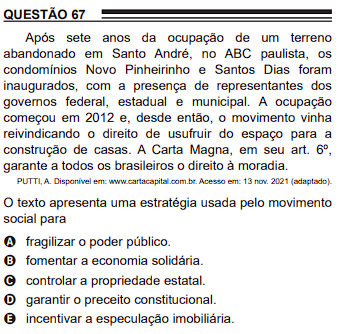 QUESTÃO 67
Após sete anos da ocupação de um terreno
abandonado em Santo André, no ABC paulista, os
condomínios Novo Pinheirinho e Santos Dias foram
inaugurados, com a presença de representantes dos
governos federal, estadual e municipal. A ocupação
começou em 2012 e, desde então, o movimento vinha
reivindicando o direito de usufruir do espaço para a
construção de casas. A Carta Magna, em seu art. 6º,
garante a todos os brasileiros o direito à moradia.
PUTTI, A. Disponível em: www.cartacapital.com.br. Acesso em: 13 nov. 2021 (adaptado).
O texto apresenta uma estratégia usada pelo movimento
social para
A fragilizar o poder público.
B fomentar a economia solidária.
C controlar a propriedade estatal.
D garantir o preceito constitucional.
E incentivar a especulação imobiliária.